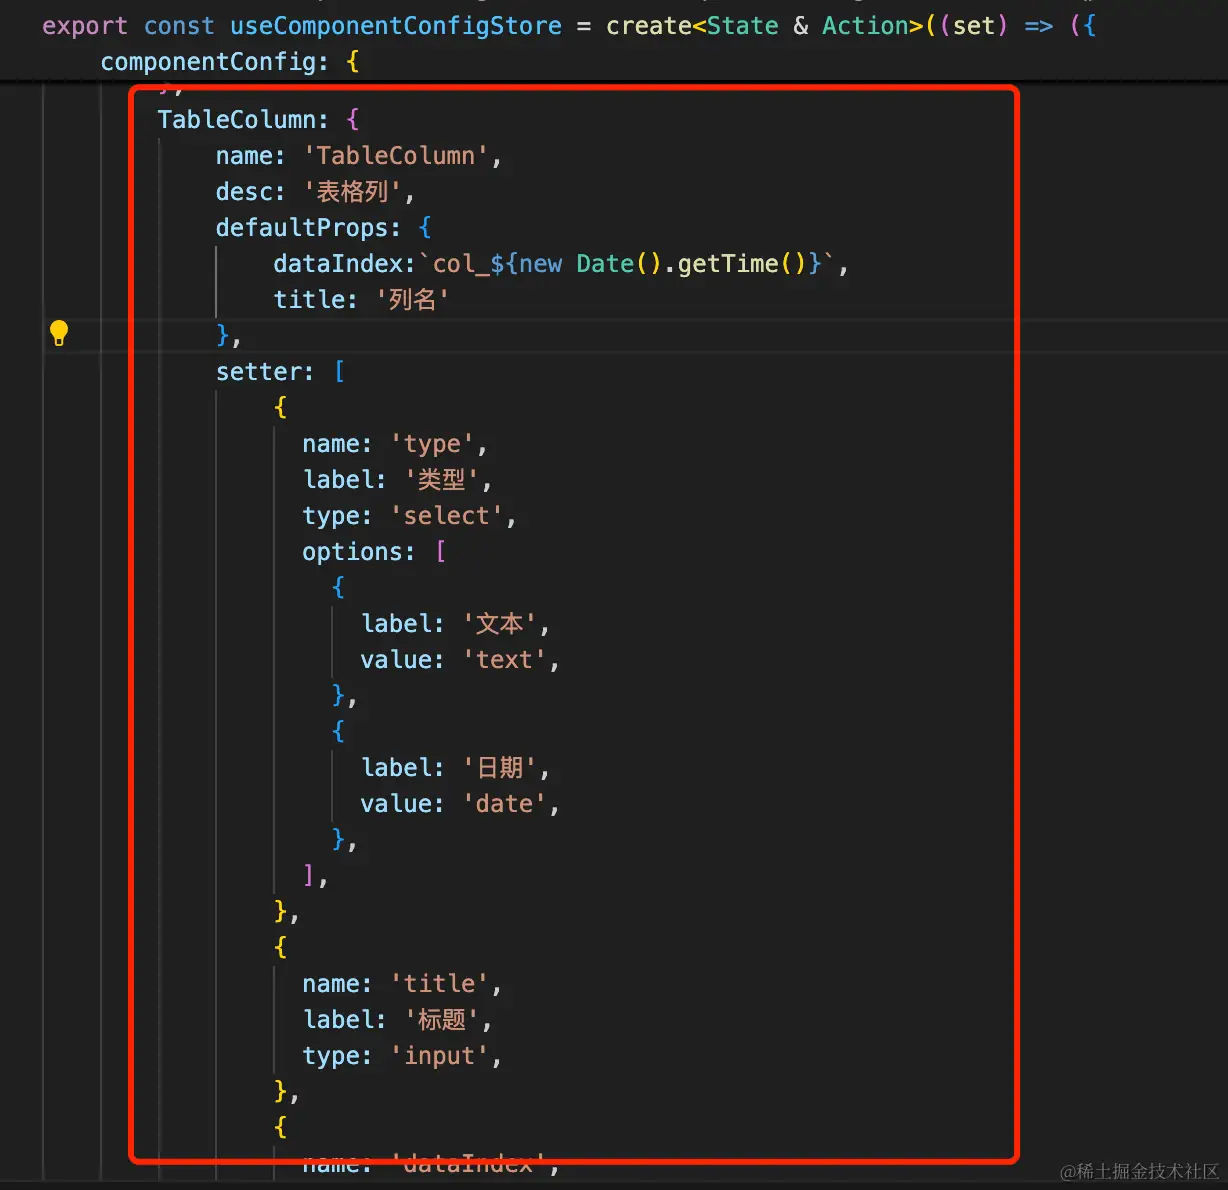 export const useComponentConfigStore = create<State & Action>((set) => ({
componentConfig: {
},
TableColumn: {
name: 'TableColumn',
desc: '表格列',
defaultProps: {
dataIndex:`col_${new Date().getTime()}`,
title: '列名'
},
setter: [
{
name: 'type',
label: '类型',
type: 'select',
options: [
{
label: '文本',
value: 'text',
},
{
label: '日期',
value: 'date',
},
],
},
{
name: 'title',
label: '标题',
type: 'input',
},
{
name: 'dataIndex',
@稀土掘金技术社区